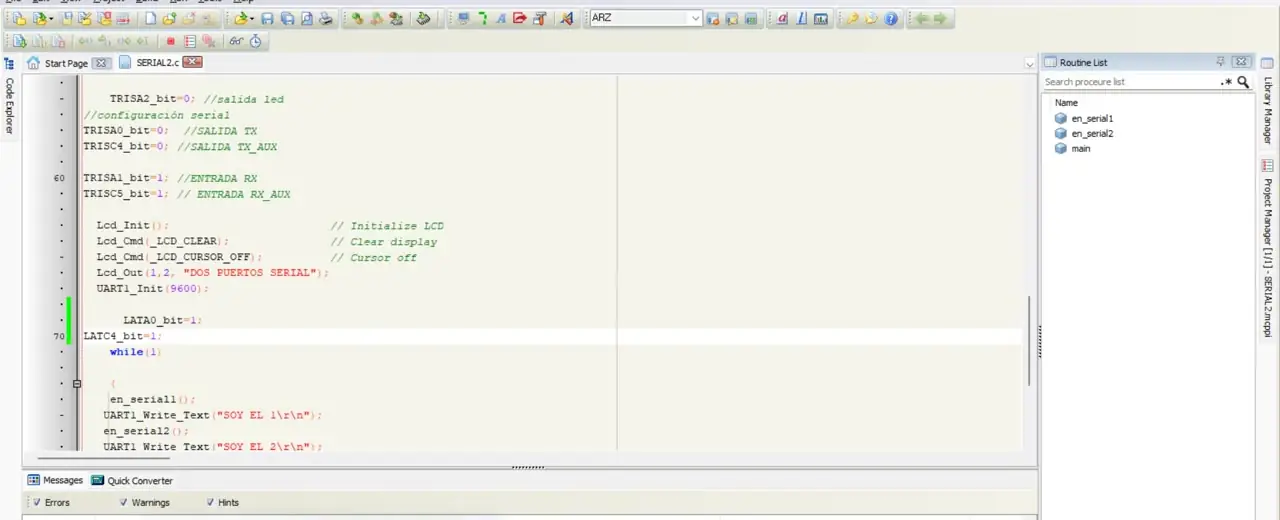 ARZ
Start Page
SERIAL2.c
Code Explorer
TRISA2_bit=0; //salida led
//configuración serial
TRISA0_bit=0;  //SALIDA TX
TRISC4_bit=0; //SALIDA TX_AUX
60 TRISA1_bit=1; //ENTRADA RX
TRISC5_bit=1; // ENTRADA RX_AUX
Lcd_Init(); // Initialize LCD
Lcd_Cmd(_LCD_CLEAR); // Clear display
Lcd_Cmd(_LCD_CURSOR_OFF); // Cursor off
Lcd_Out(1,2, "DOS PUERTOS SERIAL");
UART1_Init(9600);
LATA0_bit=1;
70 LATC4_bit=1;
while(1)
{
en_serial1();
UART1_Write_Text("SOY EL 1\r\n");
en_serial2();
UART1_Write_Text("SOY EL 2\r\n");
Messages
Quick Converter
Errors
Warnings
Hints
Routine List
Search proceure list
.*
Name
en_serial1
en_serial2
main
Library Manager
Project Manager [1/1] - SERIAL2.mcppi